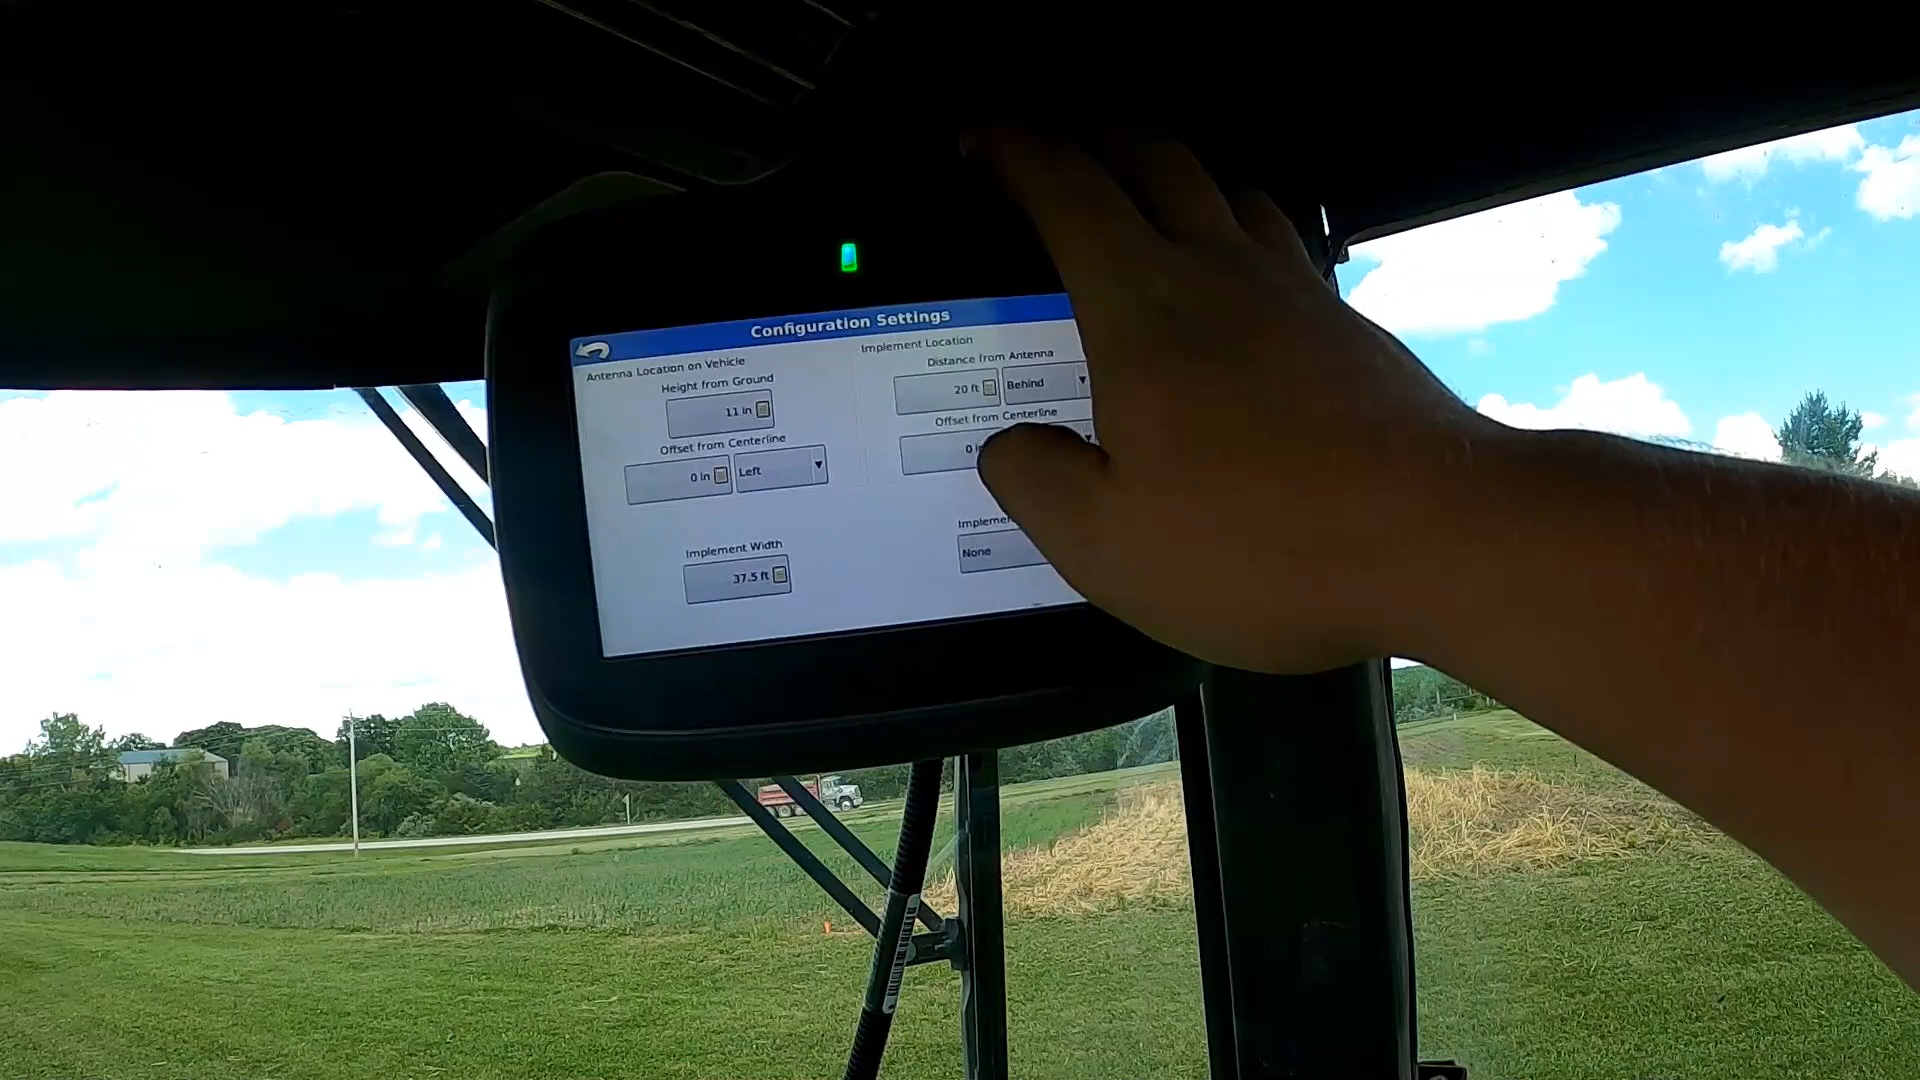 Configuration Settings
Antenna Location on Vehicle
Height from Ground
11 in
Offset from Centerline
0 in
Left
Implement Width
37.5 ft
Implement Location
Distance from Antenna
20 ft
Behind
Offset from Centerline
0
None